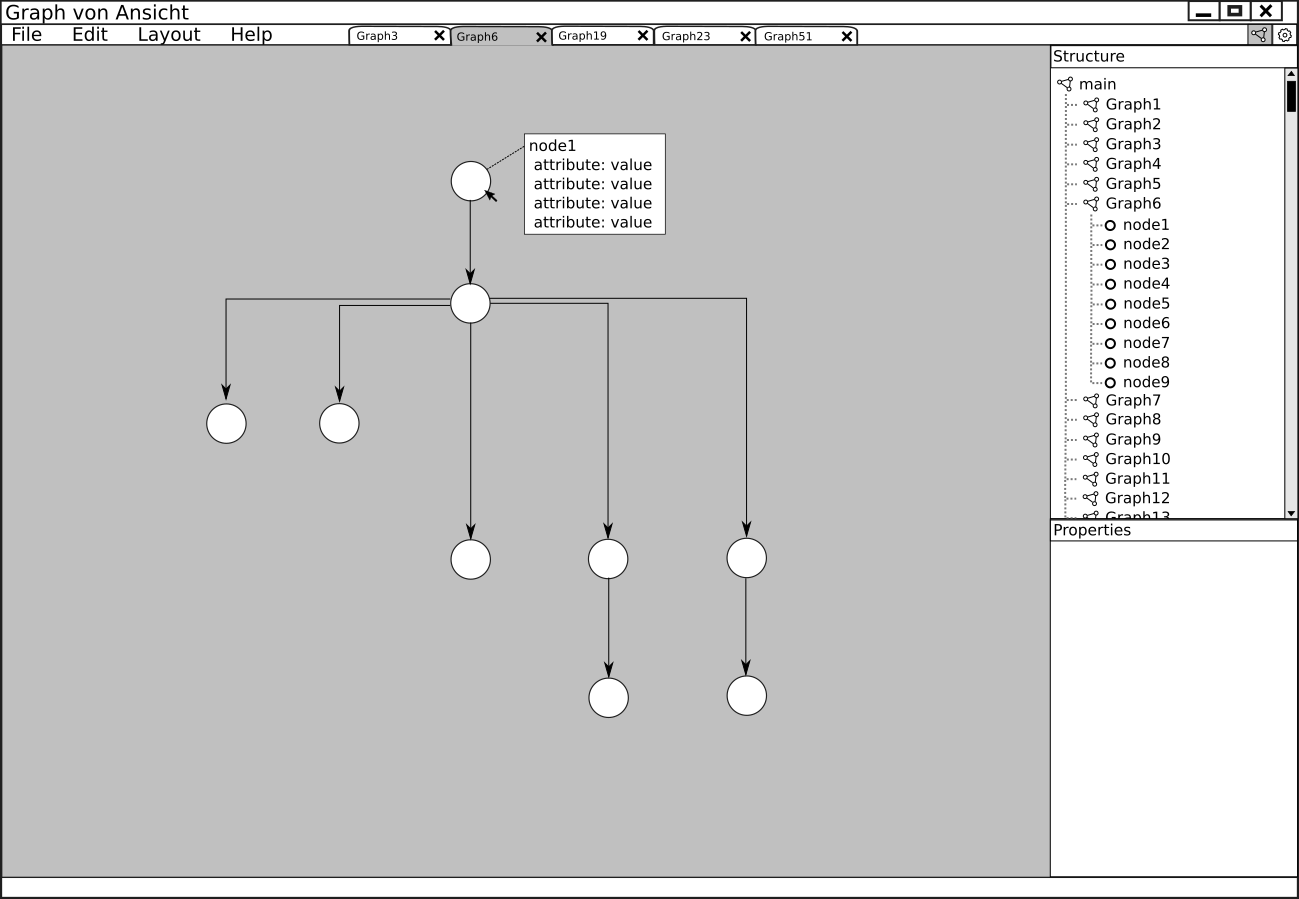 Graph von Ansicht
File Edit Layout Help
Graph3 Graph6 Graph19 Graph23 Graph51
Structure
main
Graph1
Graph2
Graph3
Graph4
Graph5
Graph6
node1
node2
node3
node4
node5
node6
node7
node8
node9
Graph7
Graph8
Graph9
Graph10
Graph11
Graph12
Graph13
Properties
node1
attribute: value
attribute: value
attribute: value
attribute: value